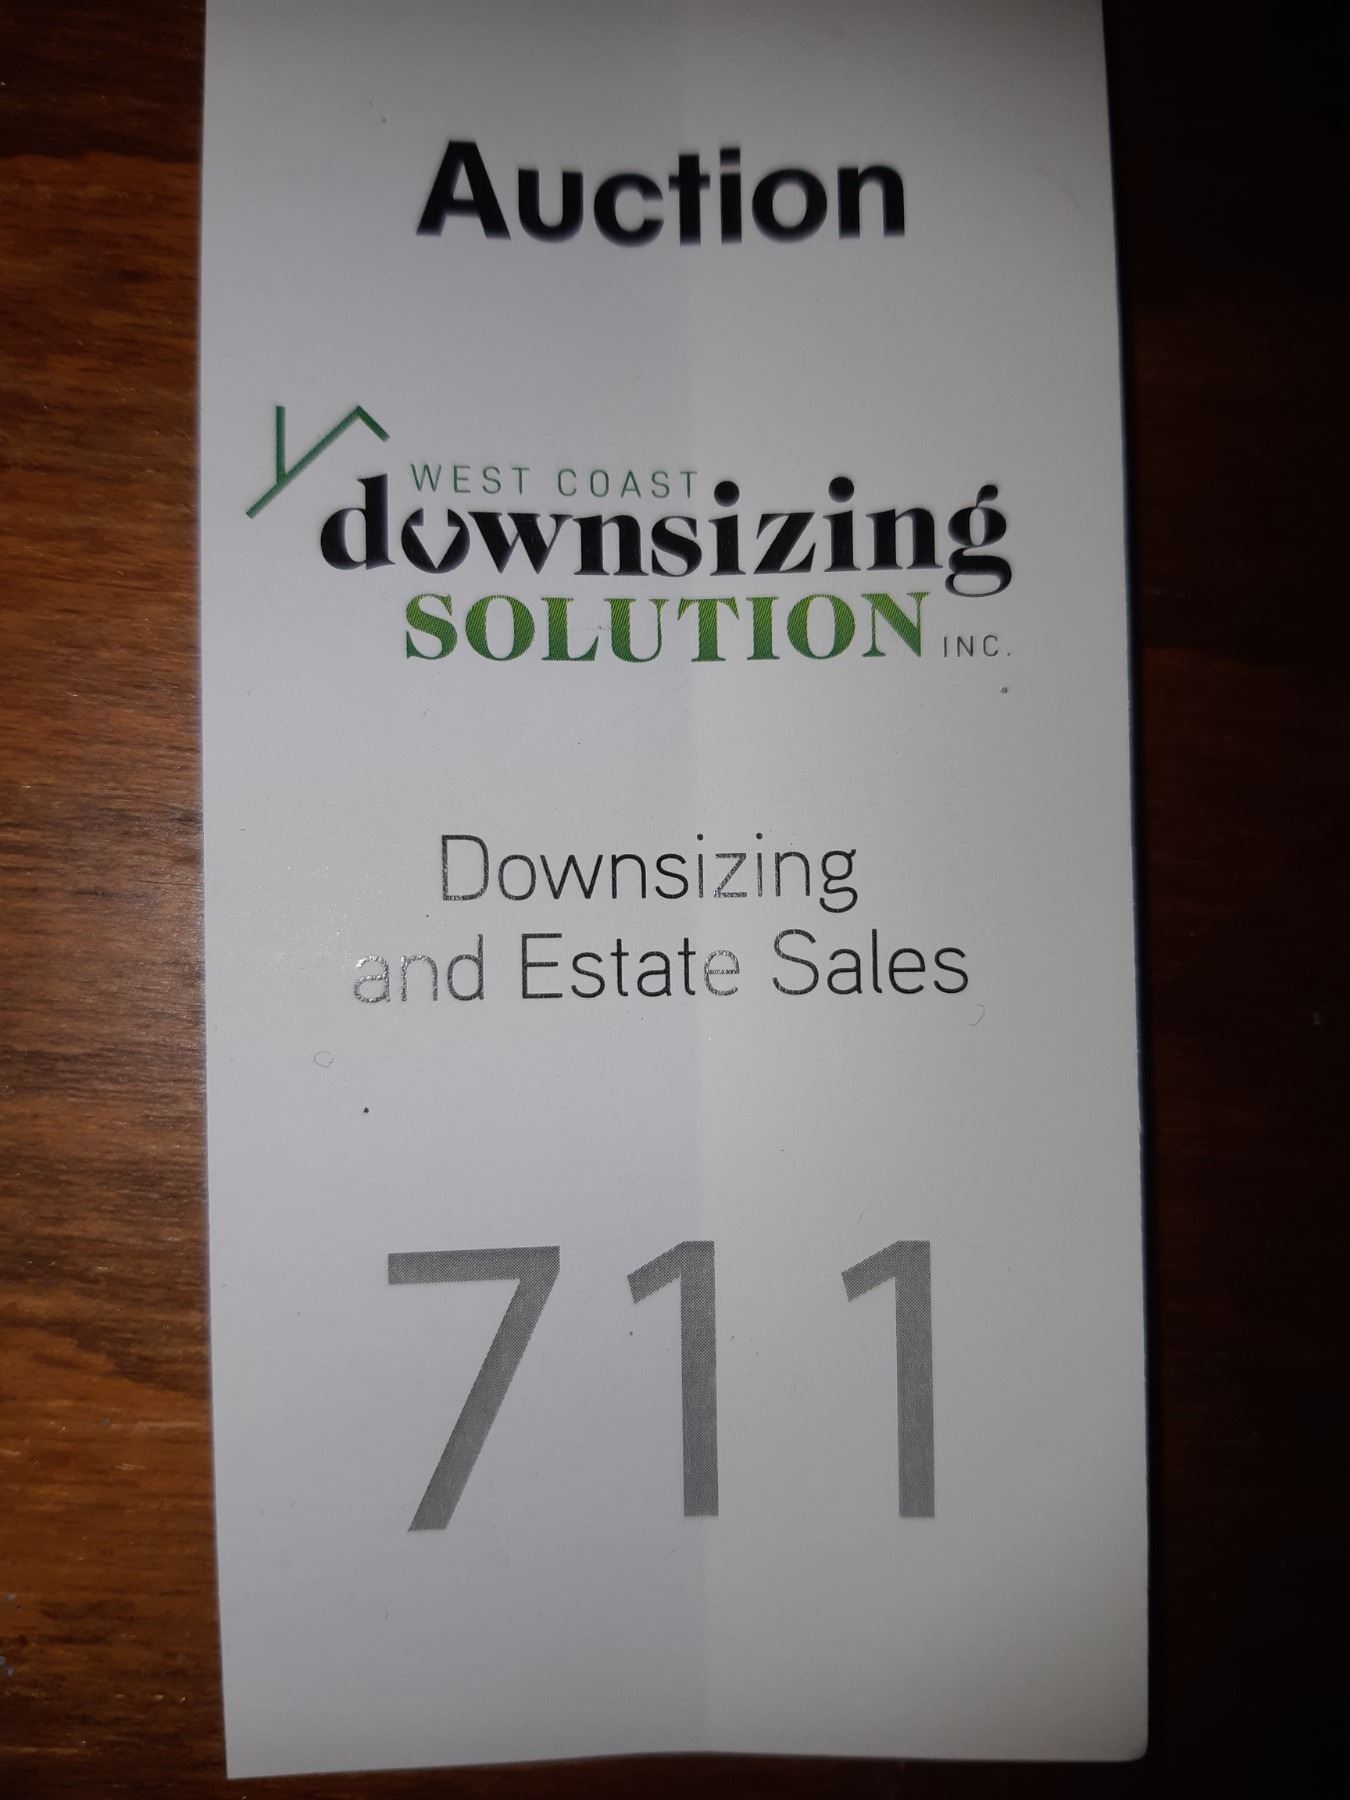 Auction
WEST COAST
downsizing
SOLUTION INC.
Downsizing
and Estate Sales
711